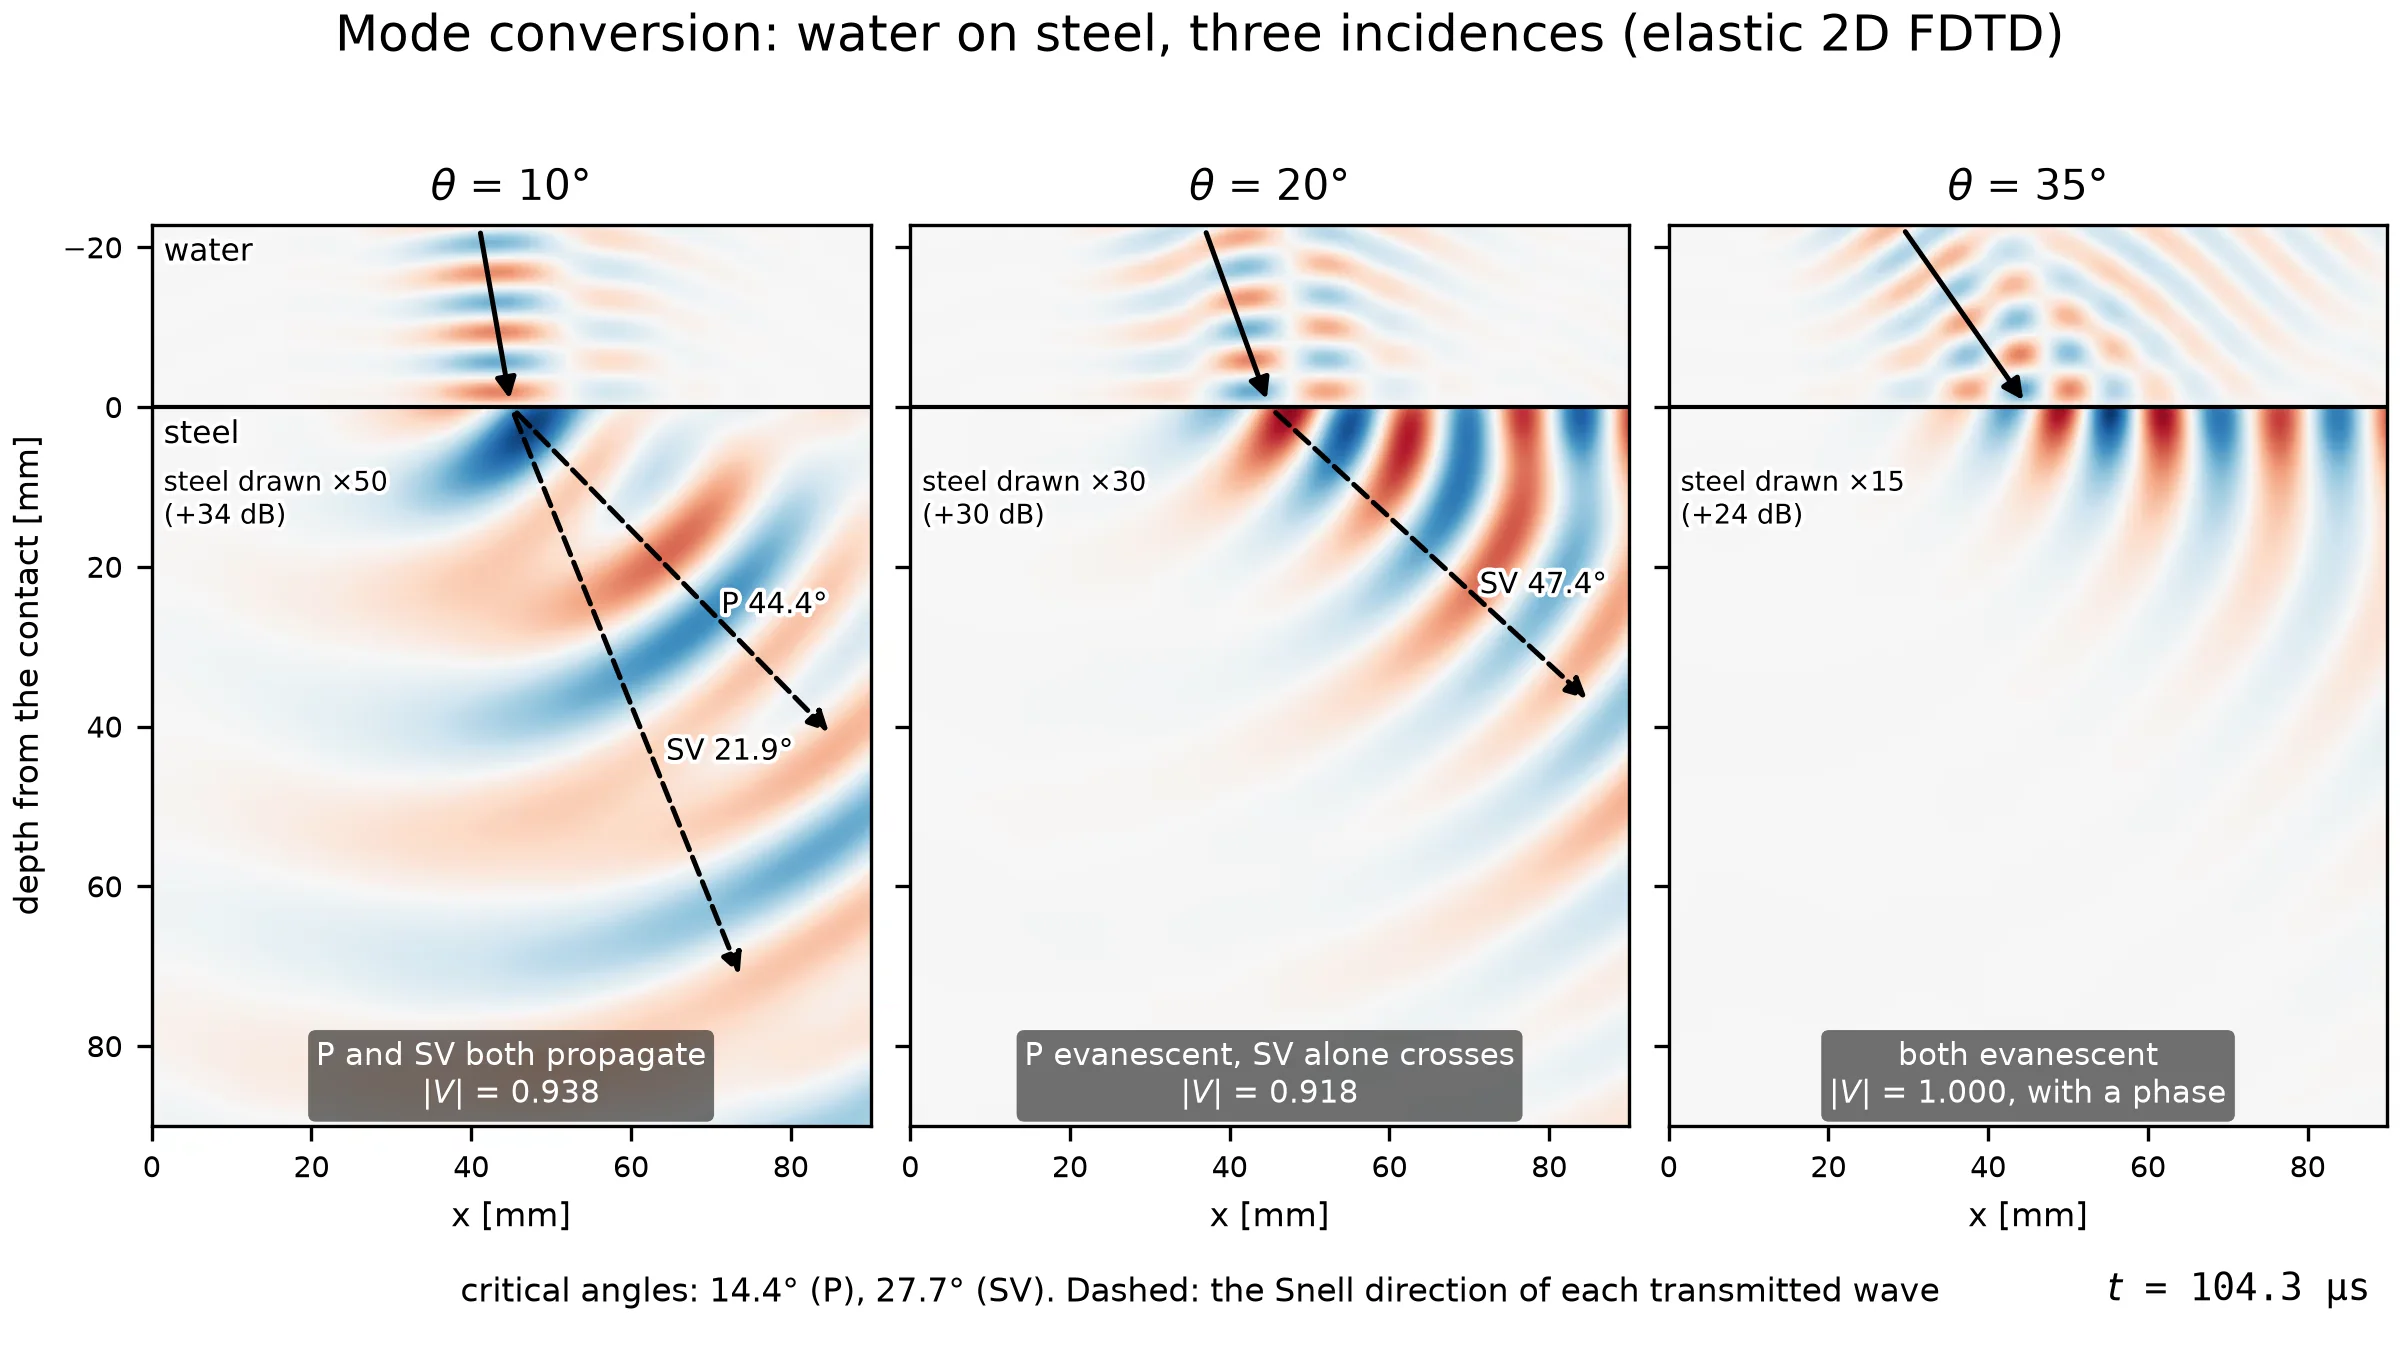 Mode conversion: water on steel, three incidences (elastic 2D FDTD)
θ = 10°
θ = 20°
θ = 35°
depth from the contact [mm]
−20
0
20
40
60
80
water
steel
steel drawn ×50
(+34 dB)
P 44.4°
SV 21.9°
P and SV both propagate
|V| = 0.938
0
20
40
60
80
x [mm]
steel drawn ×30
(+30 dB)
SV 47.4°
P evanescent, SV alone crosses
|V| = 0.918
0
20
40
60
80
x [mm]
steel drawn ×15
(+24 dB)
both evanescent
|V| = 1.000, with a phase
0
20
40
60
80
x [mm]
critical angles: 14.4° (P), 27.7° (SV). Dashed: the Snell direction of each transmitted wave
t = 104.3 µs